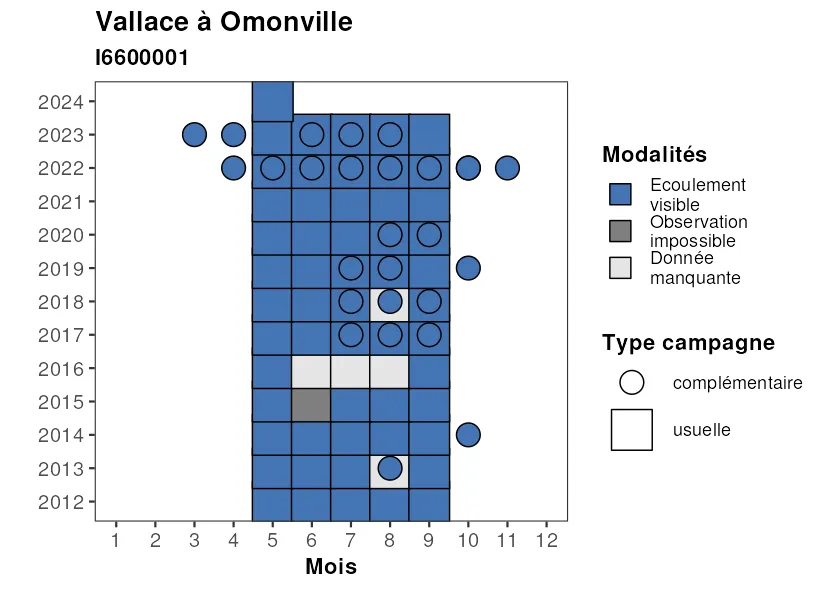 Vallace à Omonville
I6600001
2024
2023
2022
2021
2020
2019
2018
2017
2016
2015
2014
2013
2012
1 2 3 4 5 6 7 8 9 10 11 12
Mois
Modalités
Ecoulement
visible
Observation
impossible
Donnée
manquante
Type campagne
complémentaire
usuelle